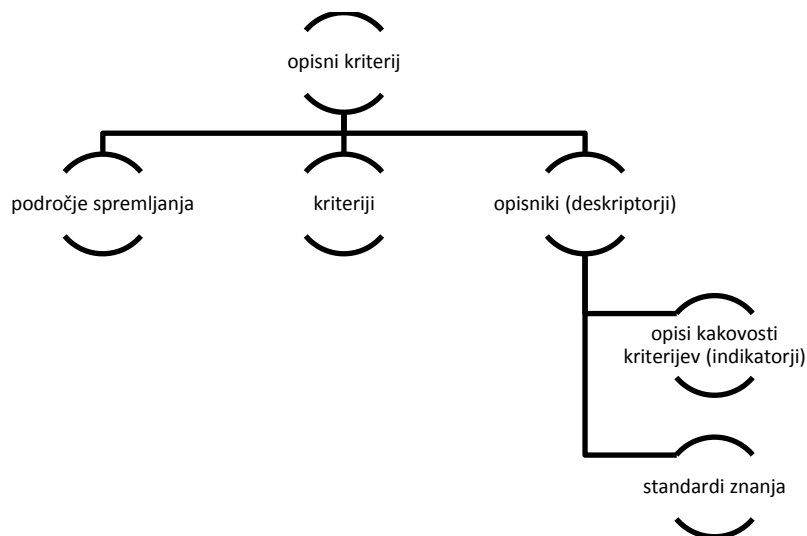 opisni kriterij
področje spremljanja
kriteriji
opisniki (deskriptorji)
opisi kakovosti
kriterijev (indikatorji)
standardi znanja